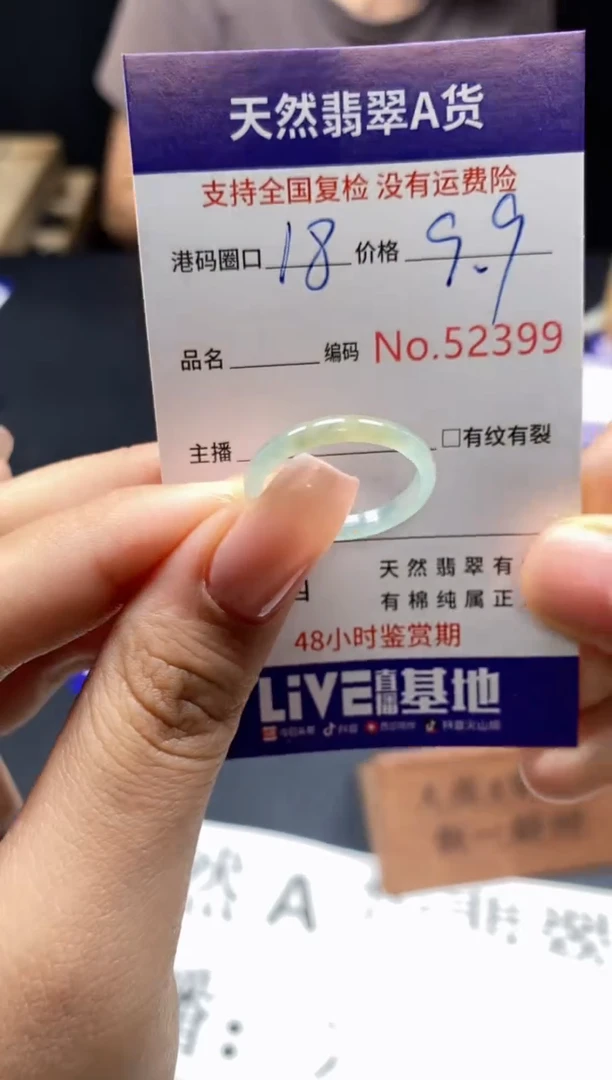 天然翡翠A货
支持全国复检 没有运费险
港码圈口 18 价格 9.9
品名 编码 No.52399
主播 □有纹有裂
天然翡翠有
有棉纯属正
48小时鉴赏期
LiVE直播基地
然 A